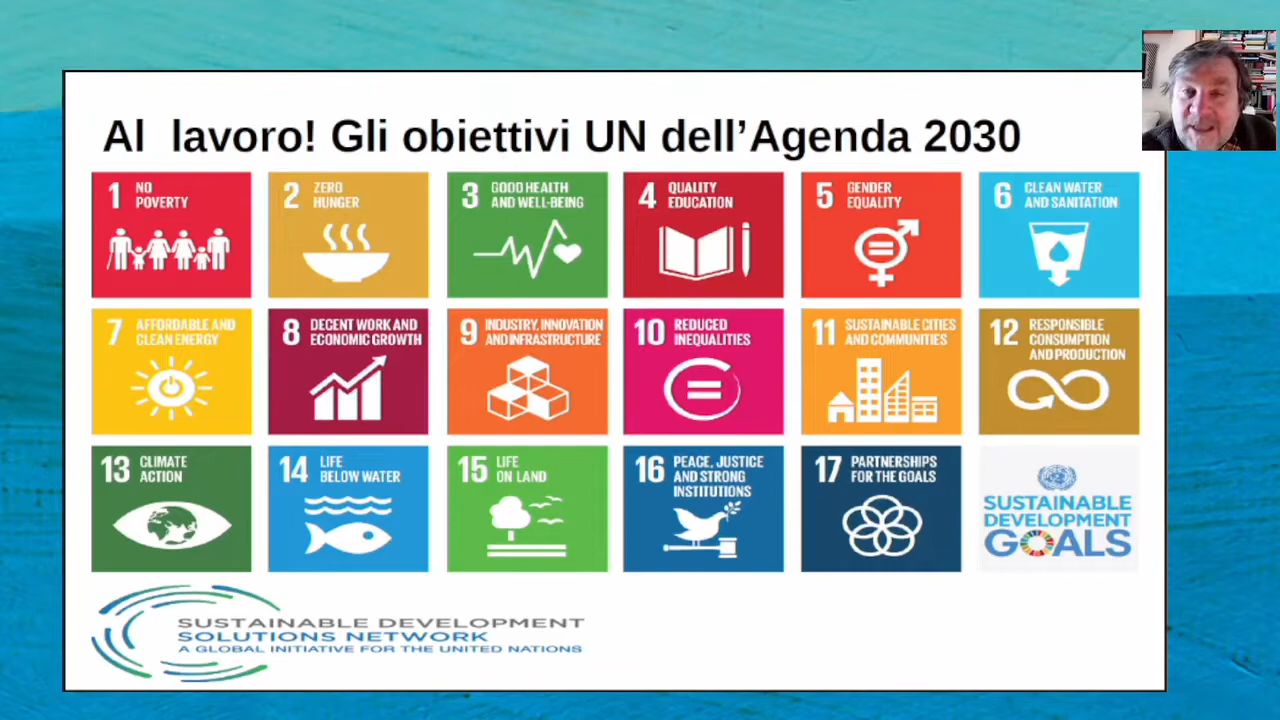 Al lavoro! Gli obiettivi UN dell'Agenda 2030
1 NO
POVERTY
2 ZERO
HUNGER
3 GOOD HEALTH
AND WELL-BEING
4 QUALITY
EDUCATION
5 GENDER
EQUALITY
6 CLEAN WATER
AND SANITATION
7 AFFORDABLE AND
CLEAN ENERGY
8 DECENT WORK AND
ECONOMIC GROWTH
9 INDUSTRY, INNOVATION
AND INFRASTRUCTURE
10 REDUCED
INEQUALITIES
11 SUSTAINABLE CITIES
AND COMMUNITIES
12 RESPONSIBLE
CONSUMPTION
AND PRODUCTION
13 CLIMATE
ACTION
14 LIFE
BELOW WATER
15 LIFE
ON LAND
16 PEACE, JUSTICE
AND STRONG
INSTITUTIONS
17 PARTNERSHIPS
FOR THE GOALS
SUSTAINABLE
DEVELOPMENT
GOALS
SUSTAINABLE DEVELOPMENT
SOLUTIONS NETWORK
A GLOBAL INITIATIVE FOR THE UNITED NATIONS